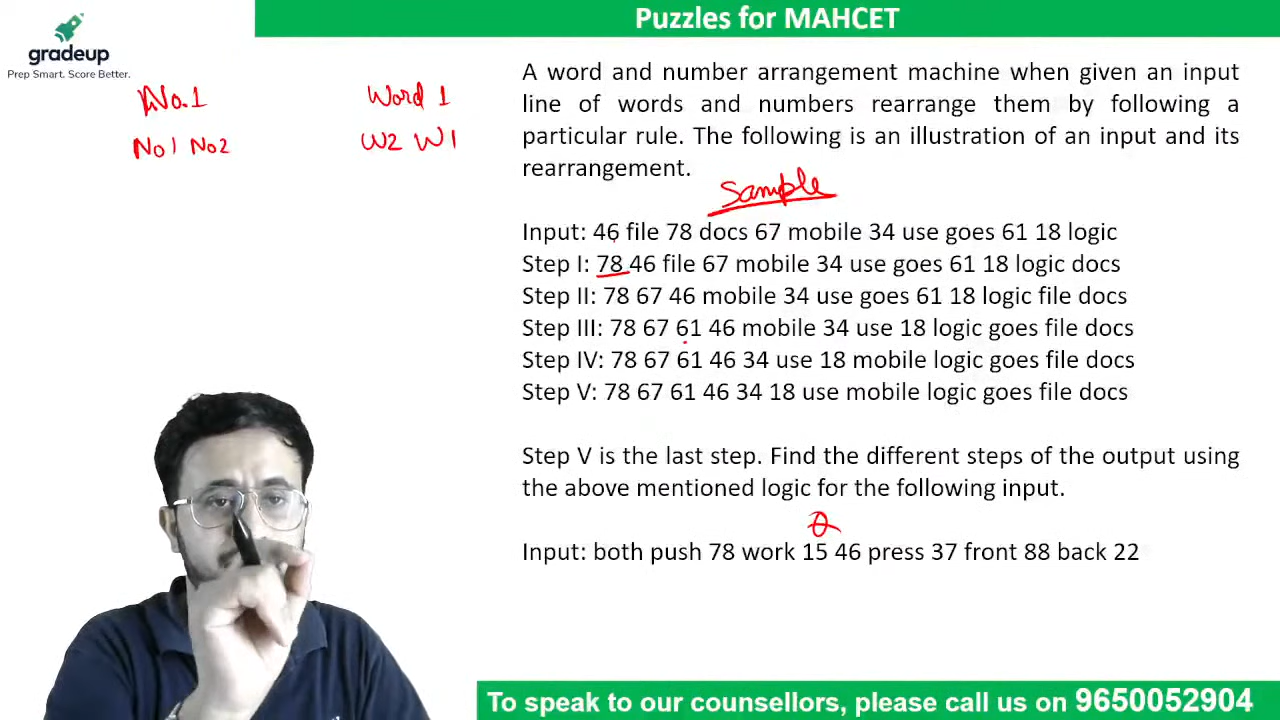 Puzzles for MAHCET
gradeup
Prep Smart. Score Better.
No.1
Word 1
No1 No2
W2 W1
A word and number arrangement machine when given an input
line of words and numbers rearrange them by following a
particular rule. The following is an illustration of an input and its
rearrangement.
Sample
Input: 46 file 78 docs 67 mobile 34 use goes 61 18 logic
Step I: 78 46 file 67 mobile 34 use goes 61 18 logic docs
Step II: 78 67 46 mobile 34 use goes 61 18 logic file docs
Step III: 78 67 61 46 mobile 34 use 18 logic goes file docs
Step IV: 78 67 61 46 34 use 18 mobile logic goes file docs
Step V: 78 67 61 46 34 18 use mobile logic goes file docs
Step V is the last step. Find the different steps of the output using
the above mentioned logic for the following input.
Q
Input: both push 78 work 15 46 press 37 front 88 back 22
To speak to our counsellors, please call us on 9650052904